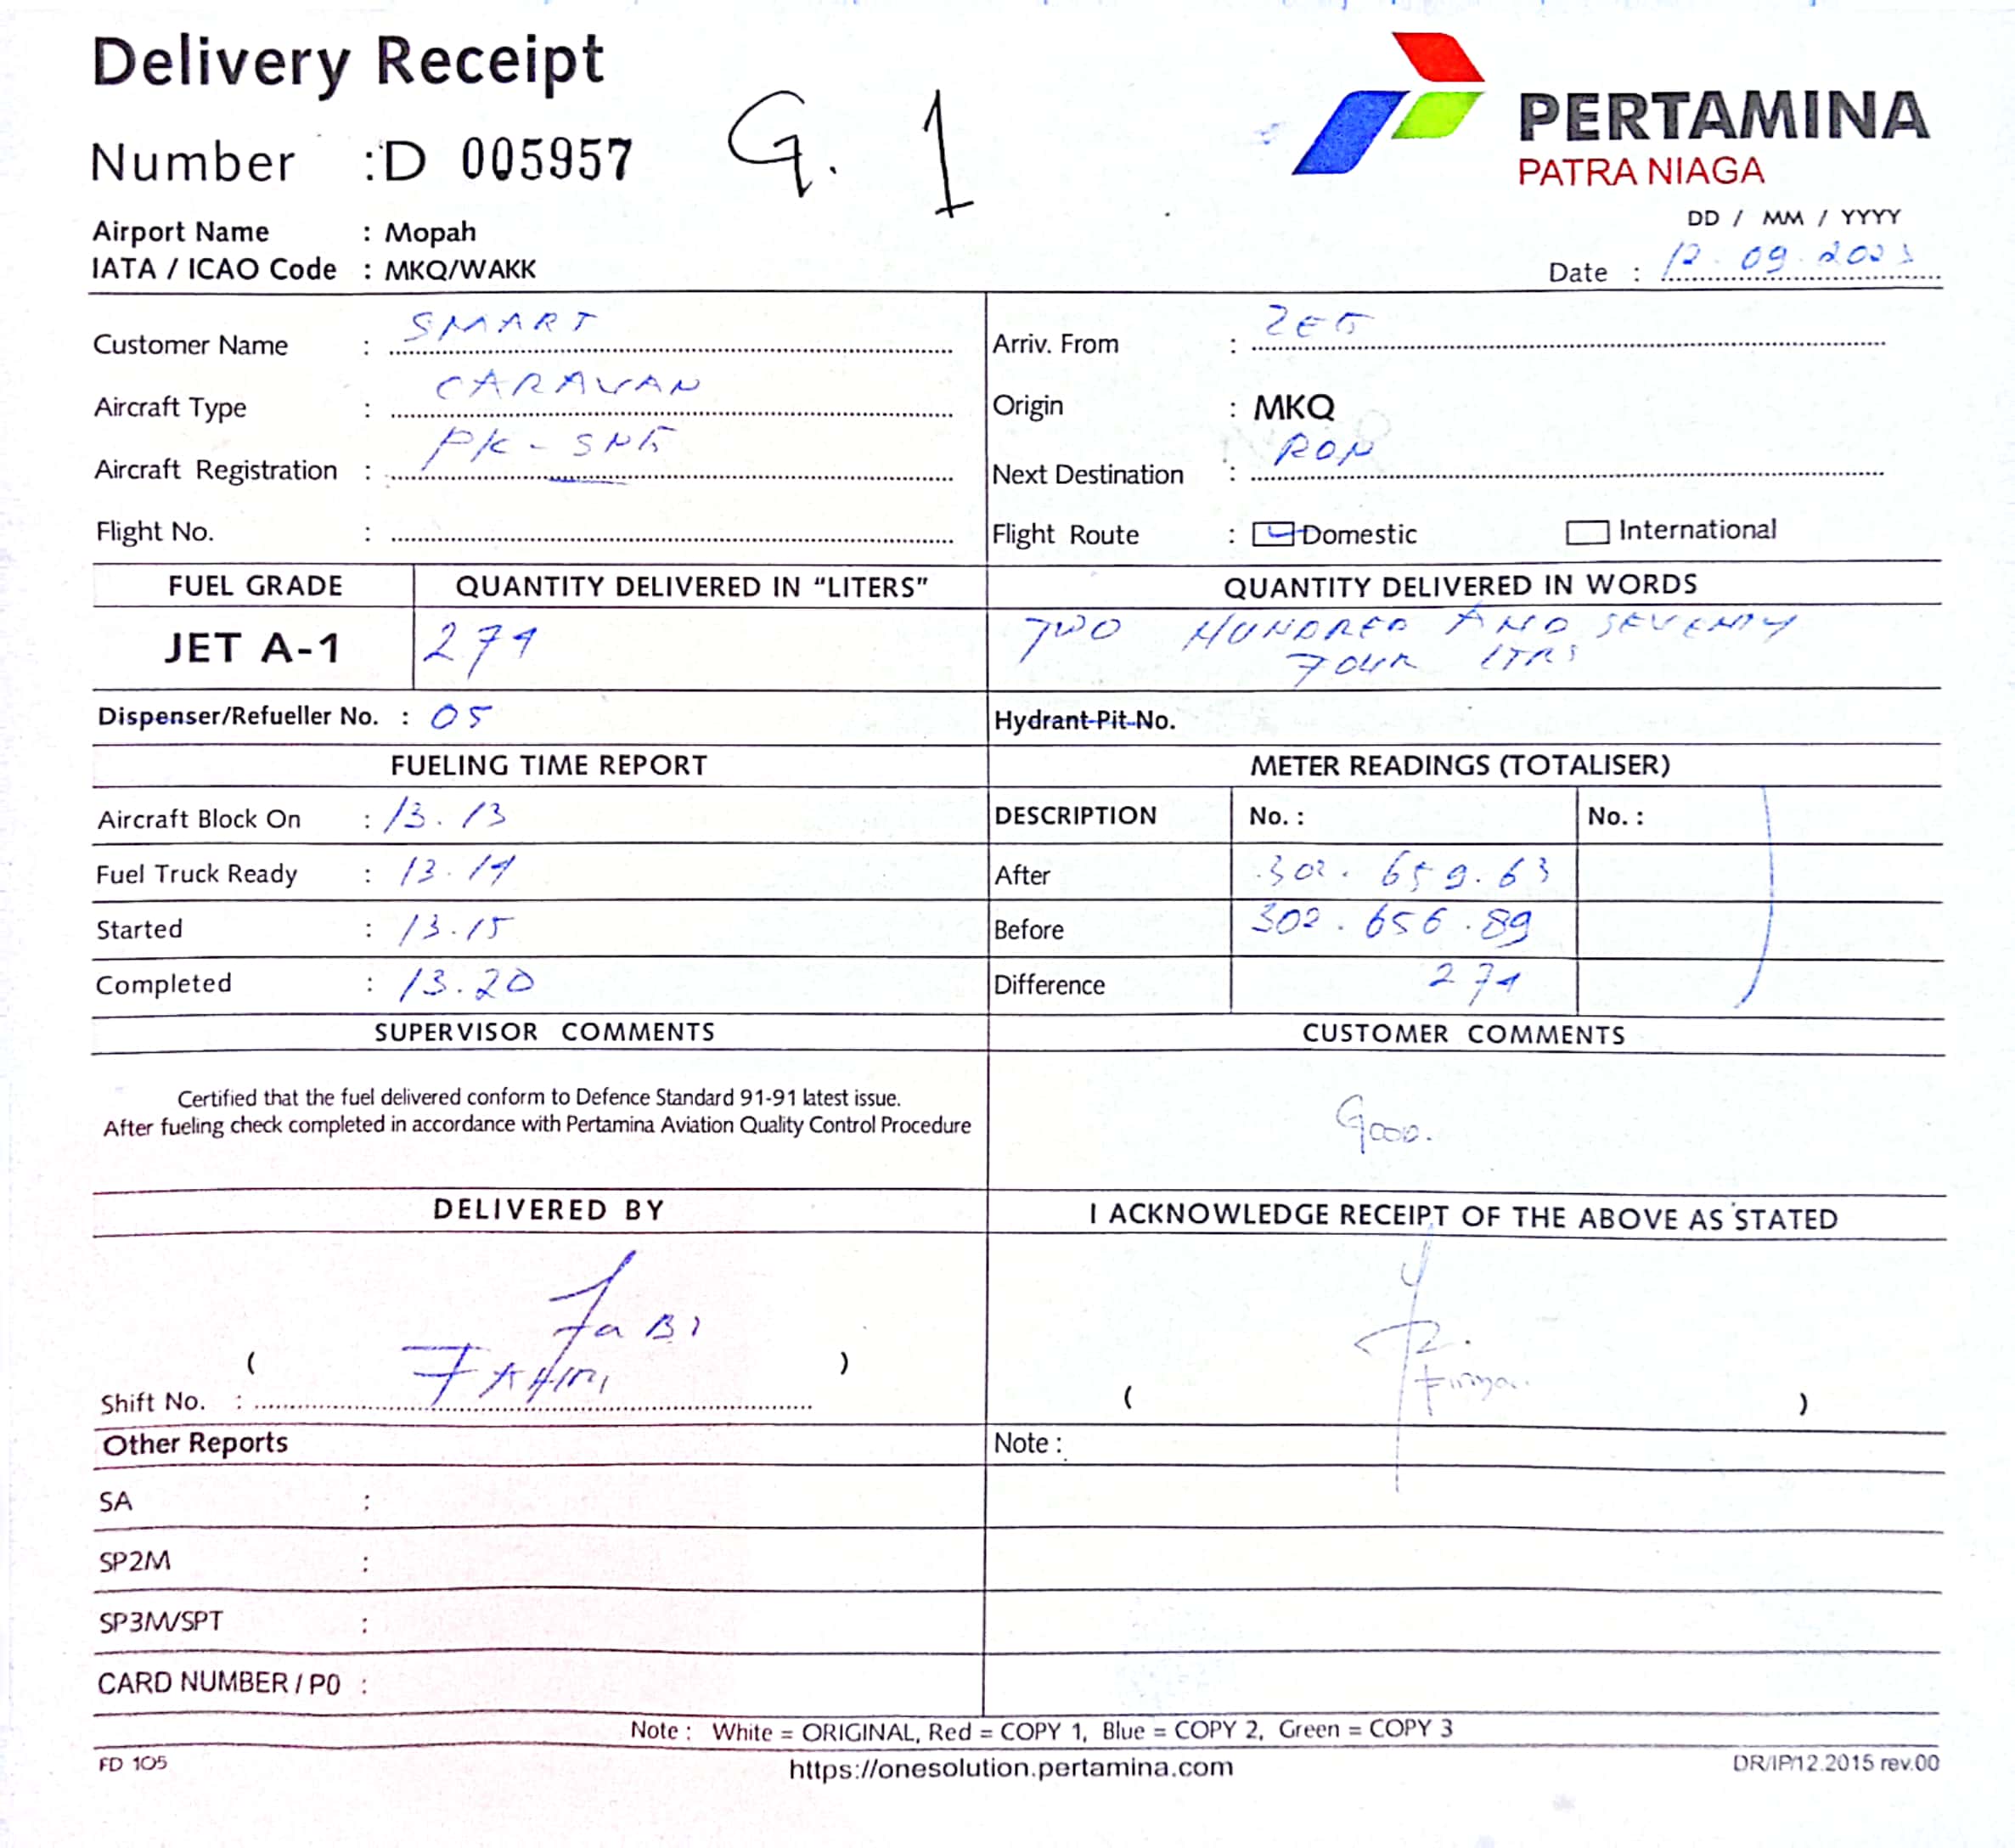 Delivery Receipt
Number : D 005957 G. 1
PERTAMINA
PATRA NIAGA
Airport Name : Mopah
IATA / ICAO Code : MKQ/WAKK
DD / MM / YYYY
Date : 12.09.2023
Customer Name : SMART
Arriv. From : ZEG
Aircraft Type : CARAVAN
Origin : MKQ
Aircraft Registration : PK-SN
Next Destination : RON
Flight No. :
Flight Route : Domestic International
FUEL GRADE QUANTITY DELIVERED IN “LITERS” QUANTITY DELIVERED IN WORDS
JET A-1 274 TWO HUNDRED AND SEVENTY
FOUR LTRS
Dispenser/Refueller No. : 05 Hydrant Pit No.
FUELING TIME REPORT METER READINGS (TOTALISER)
Aircraft Block On : 13.13 DESCRIPTION No. : No. :
Fuel Truck Ready : 13.14 After 302.659.63
Started : 13.15 Before 302.656.89
Completed : 13.20 Difference 274
SUPERVISOR COMMENTS CUSTOMER COMMENTS
Certified that the fuel delivered conform to Defence Standard 91-91 latest issue.
After fueling check completed in accordance with Pertamina Aviation Quality Control Procedure
Good.
DELIVERED BY I ACKNOWLEDGE RECEIPT OF THE ABOVE AS STATED
FaBI
( FAHMI )
Shift No. :
( )
Other Reports Note :
SA :
SP2M :
SP3M/SPT :
CARD NUMBER / PO :
Note : White = ORIGINAL, Red = COPY 1, Blue = COPY 2, Green = COPY 3
FD 105 https://onesolution.pertamina.com DR/IP/12.2015 rev.00